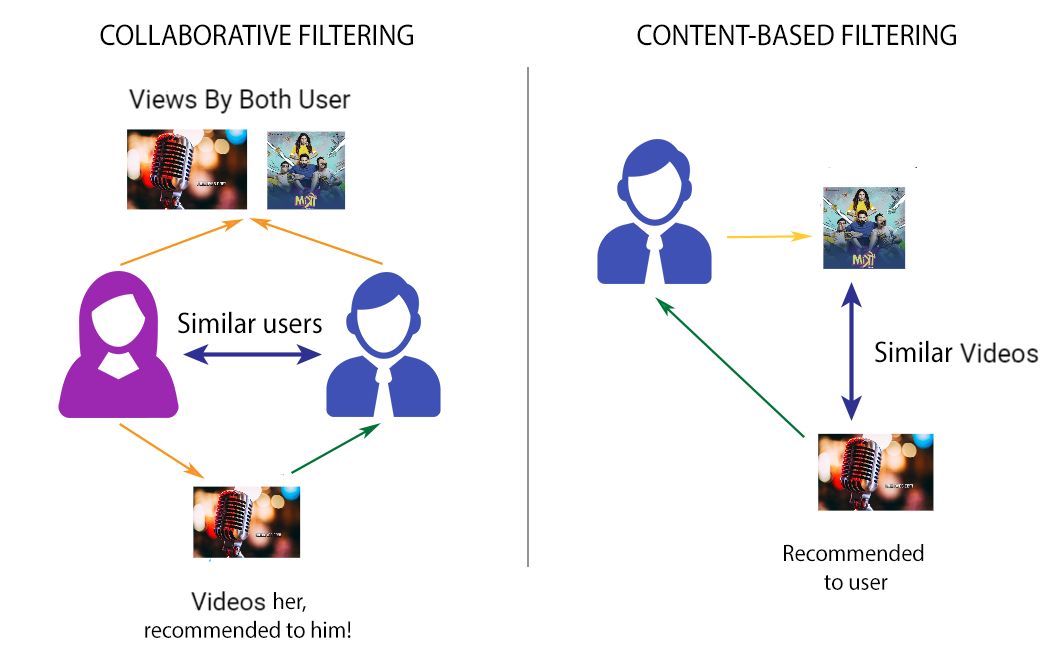 COLLABORATIVE FILTERING
Views By Both User
Similar users
Videos her,
recommended to him!
CONTENT-BASED FILTERING
Similar Videos
Recommended
to user